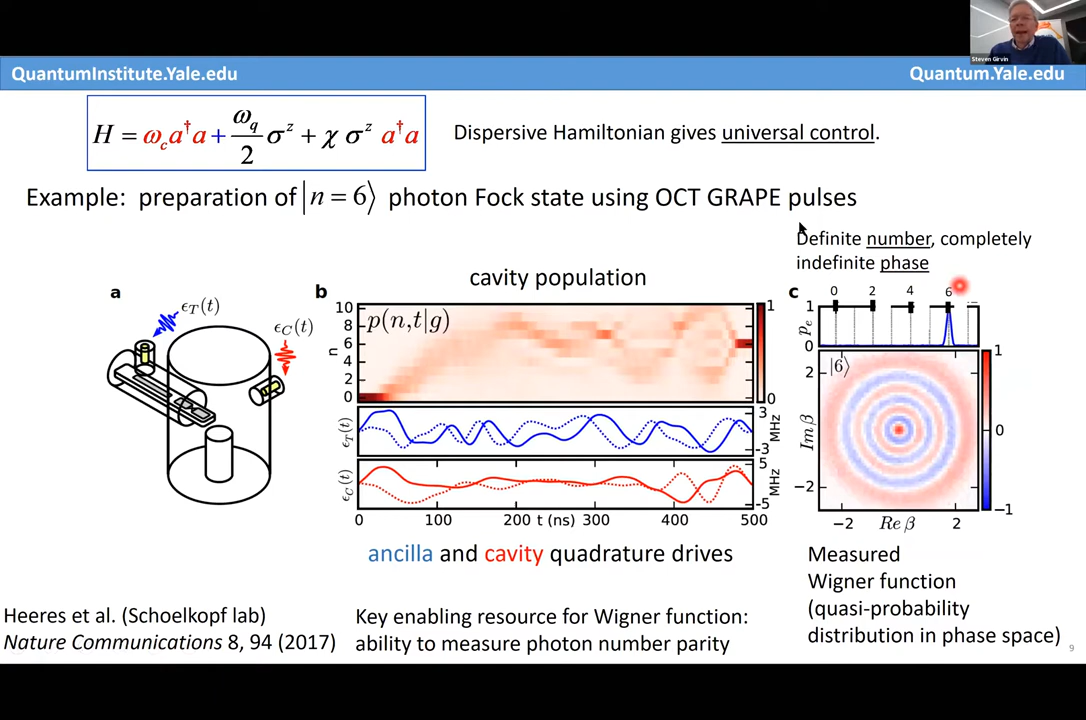 Steven Girvin
QuantumInstitute.Yale.edu
Quantum.Yale.edu
H = ω_c a†a + ω_q/2 σ^z + χ σ^z a†a
Dispersive Hamiltonian gives universal control.
Example: preparation of |n = 6⟩ photon Fock state using OCT GRAPE pulses
Definite number, completely
indefinite phase
cavity population
a
ϵ_T(t)
ϵ_C(t)
b
p(n,t|g)
n
10
8
6
4
2
0
1
0
ϵ_T(t)
3
-3
MHz
ϵ_C(t)
5
-5
MHz
0 100 200 t (ns) 300 400 500
ancilla and cavity quadrature drives
c
0 2 4 6
p_e
1
0
|6⟩
Im β
2
0
−2
−2 Re β 2
1
0
−1
Measured
Wigner function
(quasi-probability
distribution in phase space)
Heeres et al. (Schoelkopf lab)
Nature Communications 8, 94 (2017)
Key enabling resource for Wigner function:
ability to measure photon number parity
9